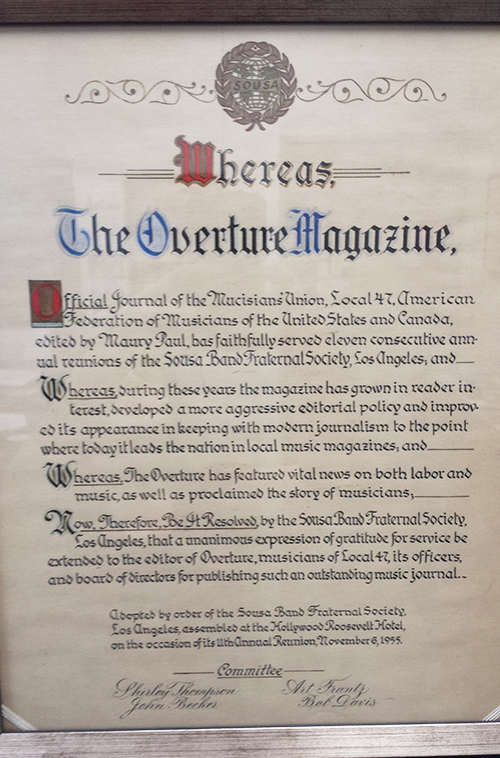 SOUSA
Whereas,
The Overture Magazine,
Official Journal of the Mucisians' Union, Local 47, American
Federation of Musicians of the United States and Canada,
edited by Maury Paul, has faithfully served eleven consecutive ann-
ual reunions of the Sousa Band Fraternal Society, Los Angeles; and
Whereas, during these years the magazine has grown in reader in-
terest, developed a more aggressive editorial policy and improv-
ed its appearance in keeping with modern journalism to the point
where today it leads the nation in local music magazines; and
Whereas, The Overture has featured vital news on both labor and
music, as well as proclaimed the story of musicians;
Now, Therefore, Be It Resolved, by the Sousa Band Fraternal Society,
Los Angeles, that a unanimous expression of gratitude for service be
extended to the editor of Overture, musicians of Local 47, its officers,
and board of directors for publishing such an outstanding music journal...
Adopted by order of the Sousa Band Fraternal Society,
Los Angeles, assembled at the Hollywood Roosevelt Hotel,
on the occasion of its 11th Annual Reunion, November 6, 1955.
Committee
Shirley Thompson Art Frantz
John Becker Bob Davis